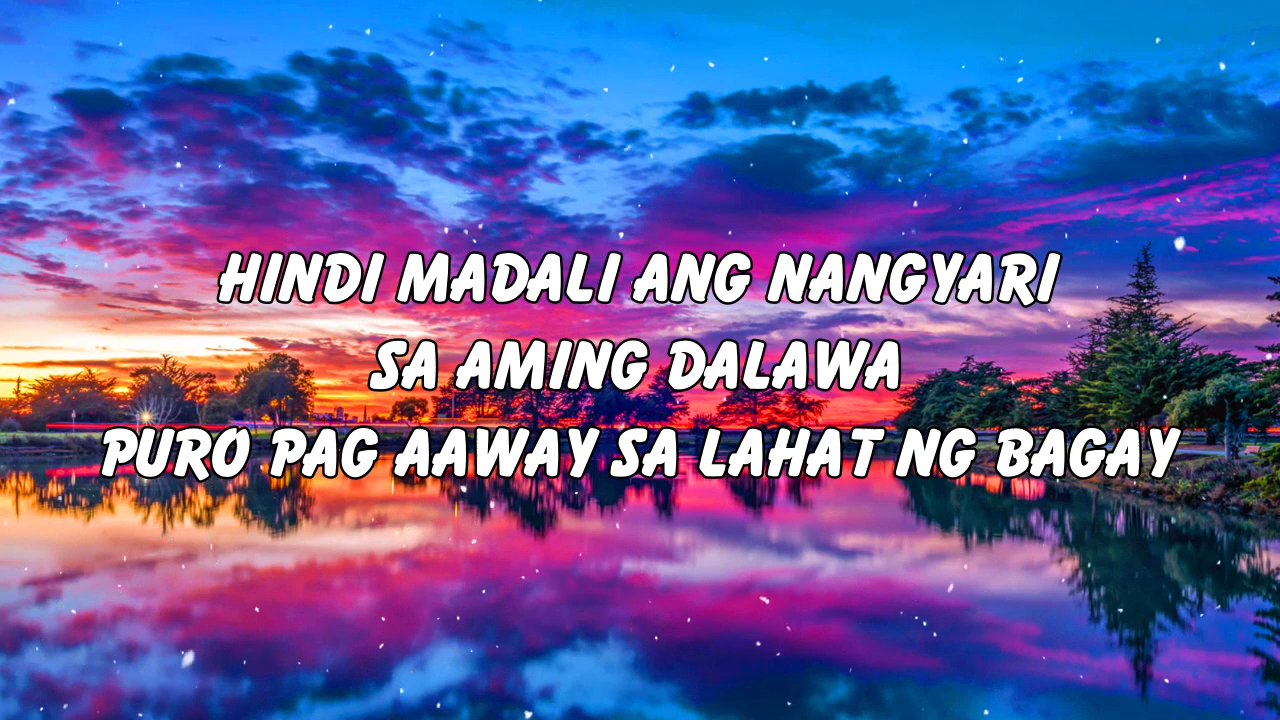 HINDI MADALI ANG NANGYARI
SA AMING DALAWA
PURO PAG AAWAY SA LAHAT NG BAGAY